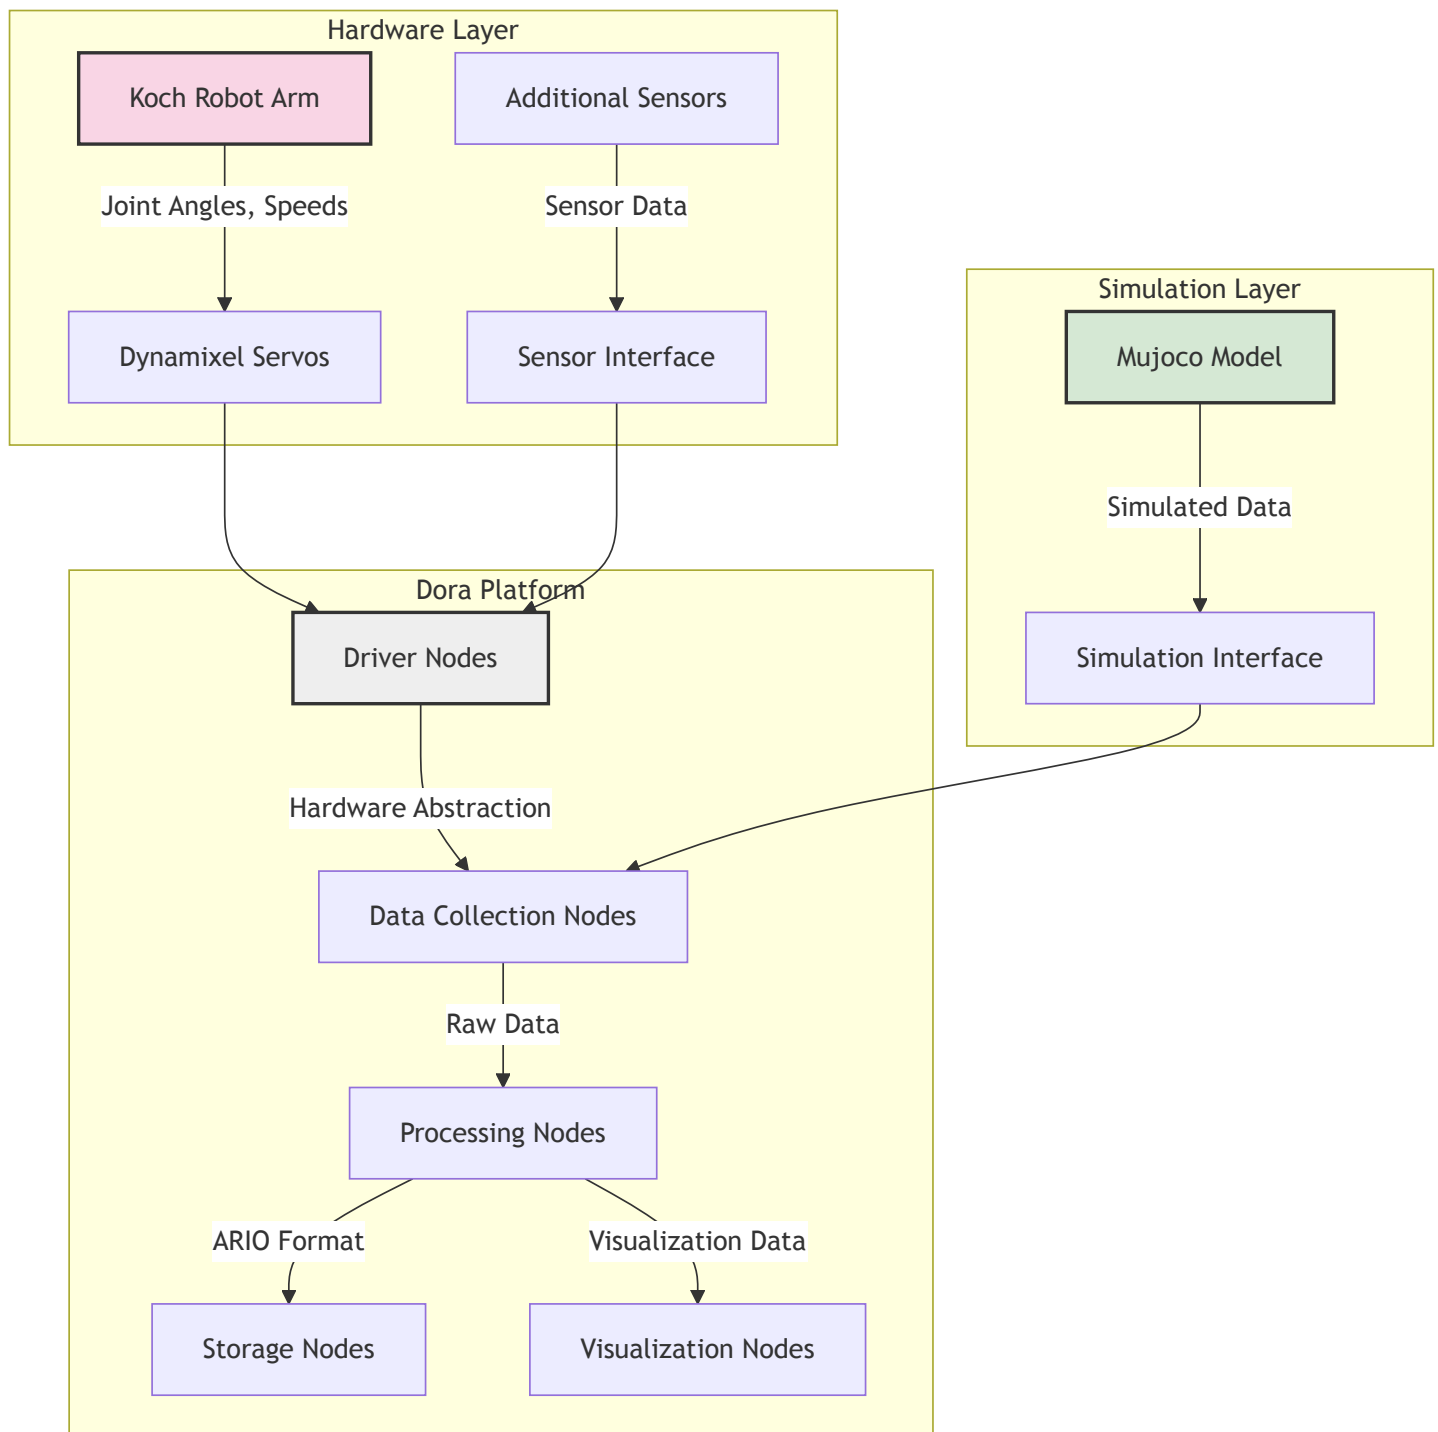 Hardware Layer
Koch Robot Arm
Additional Sensors
Joint Angles, Speeds
Sensor Data
Dynamixel Servos
Sensor Interface
Simulation Layer
Mujoco Model
Simulated Data
Simulation Interface
Dora Platform
Driver Nodes
Hardware Abstraction
Data Collection Nodes
Raw Data
Processing Nodes
ARIO Format
Visualization Data
Storage Nodes
Visualization Nodes